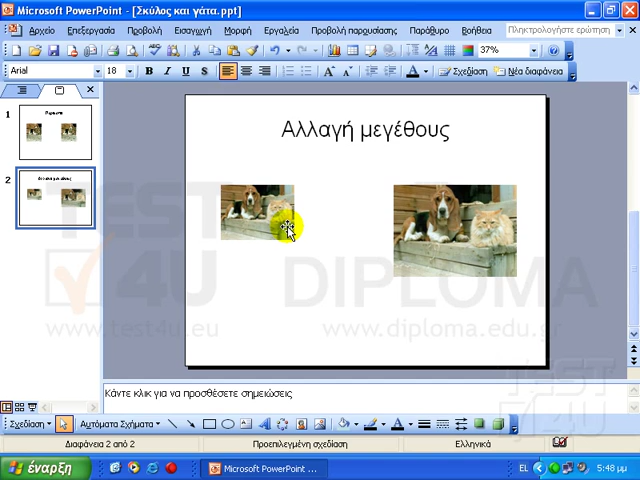 Microsoft PowerPoint - [Σκύλος και γάτα.ppt]
Αρχείο Επεξεργασία Προβολή Εισαγωγή Μορφή Εργαλεία Προβολή παρουσίασης Παράθυρο Βοήθεια Πληκτρολογήστε ερώτηση
37%
Arial 18 B I U S A A A Σχεδίαση Νέα διαφάνεια
1
2
Αλλαγή μεγέθους
TEST 4U DIPLOMA
www.test4u.eu www.diploma.edu.gr
TEST 4U
Κάντε κλικ για να προσθέσετε σημειώσεις
Σχεδίαση Αυτόματα Σχήματα A
Διαφάνεια 2 από 2 Προεπιλεγμένη σχεδίαση Ελληνικά
έναρξη Microsoft PowerPoint ... EL 5:48 μμ